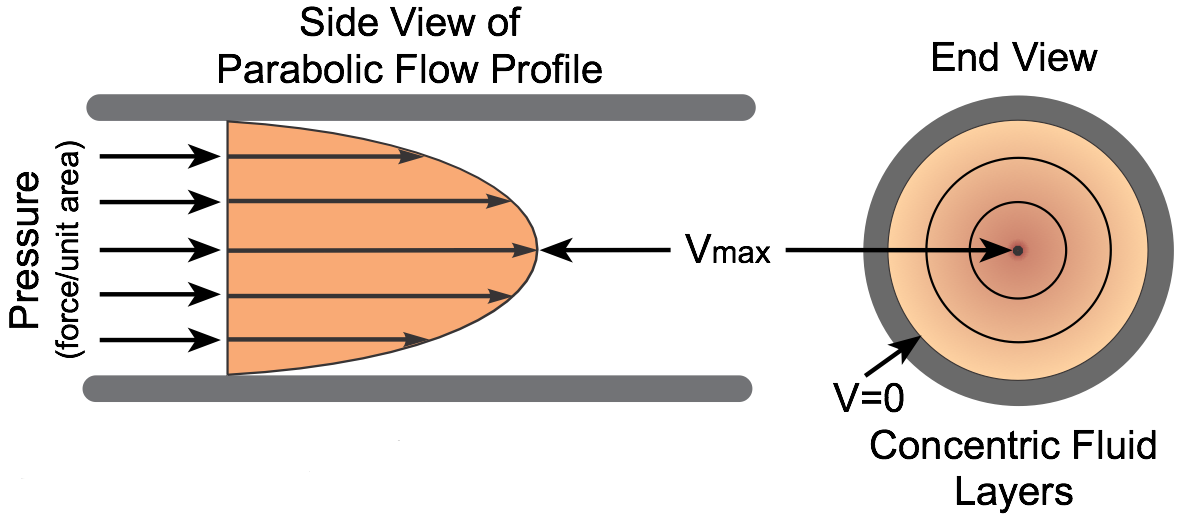 Side View of
Parabolic Flow Profile
End View
Pressure
(force/unit area)
Vmax
V=0
Concentric Fluid
Layers